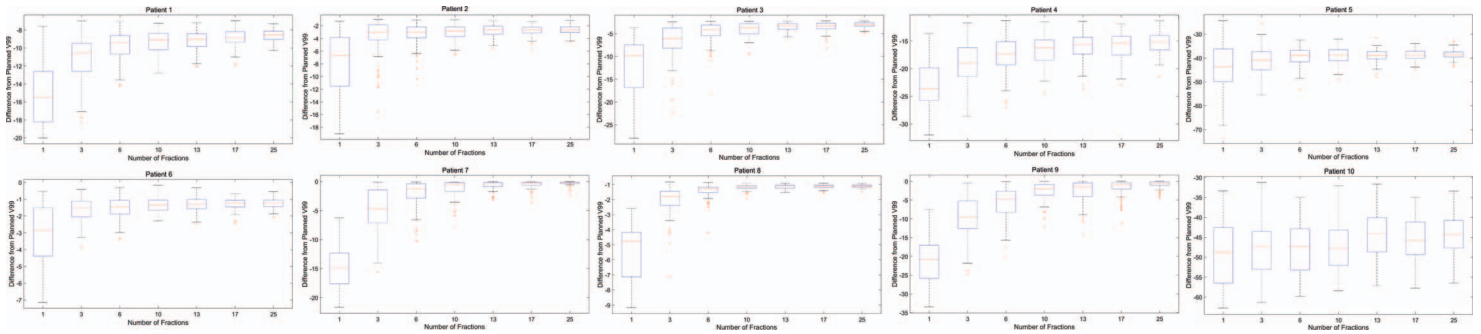 Patient 1
Difference from Planned V99
-8
-10
-12
-14
-16
-18
-20
1 3 6 10 13 17 25
Number of Fractions
Patient 2
Difference from Planned V99
-2
-4
-6
-8
-10
-12
-14
-16
-18
1 3 6 10 13 17 25
Number of Fractions
Patient 3
Difference from Planned V99
-5
-10
-15
-20
-25
1 3 6 10 13 17 25
Number of Fractions
Patient 4
Difference from Planned V99
-15
-20
-25
-30
1 3 6 10 13 17 25
Number of Fractions
Patient 5
Difference from Planned V99
-30
-40
-50
-60
-70
1 3 6 10 13 17 25
Number of Fractions
Patient 6
Difference from Planned V99
0
-1
-2
-3
-4
-5
-6
-7
1 3 6 10 13 17 25
Number of Fractions
Patient 7
Difference from Planned V99
0
-5
-10
-15
-20
1 3 6 10 13 17 25
Number of Fractions
Patient 8
Difference from Planned V99
-1
-2
-3
-4
-5
-6
-7
-8
-9
1 3 6 10 13 17 25
Number of Fractions
Patient 9
Difference from Planned V99
0
-5
-10
-15
-20
-25
-30
-35
1 3 6 10 13 17 25
Number of Fractions
Patient 10
Difference from Planned V99
-30
-35
-40
-45
-50
-55
-60
1 3 6 10 13 17 25
Number of Fractions